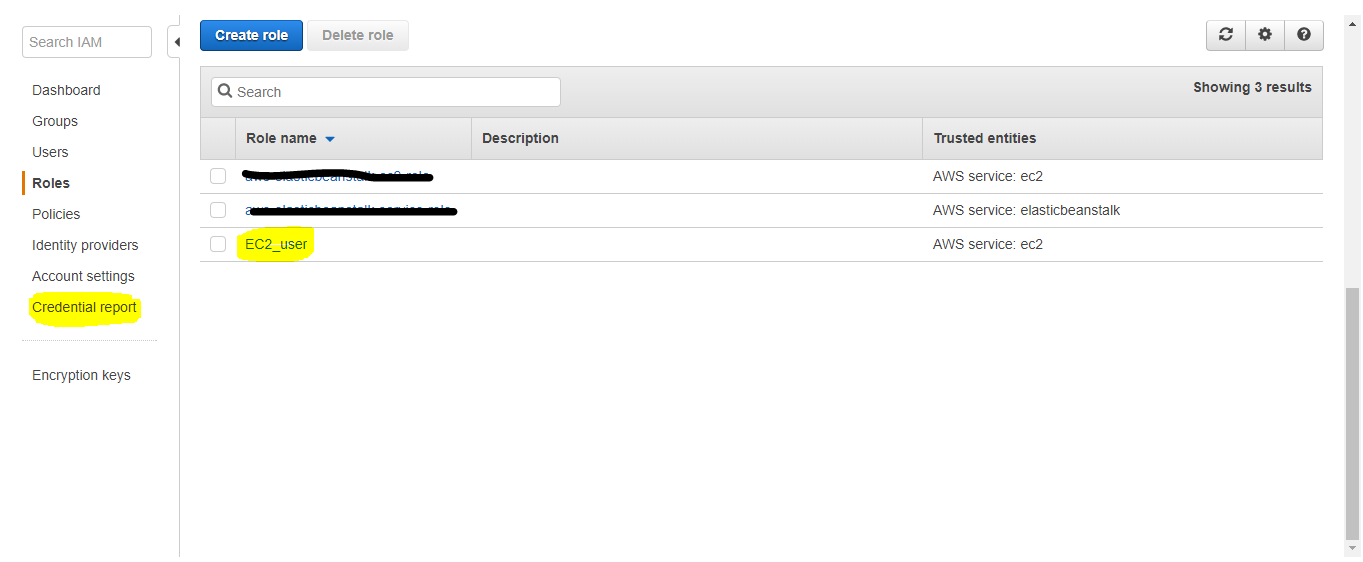 Search IAM
Dashboard
Groups
Users
Roles
Policies
Identity providers
Account settings
Credential report
Encryption keys
Create role Delete role
Search
Showing 3 results
Role name Description Trusted entities
AWS service: ec2
AWS service: elasticbeanstalk
EC2_user AWS service: ec2